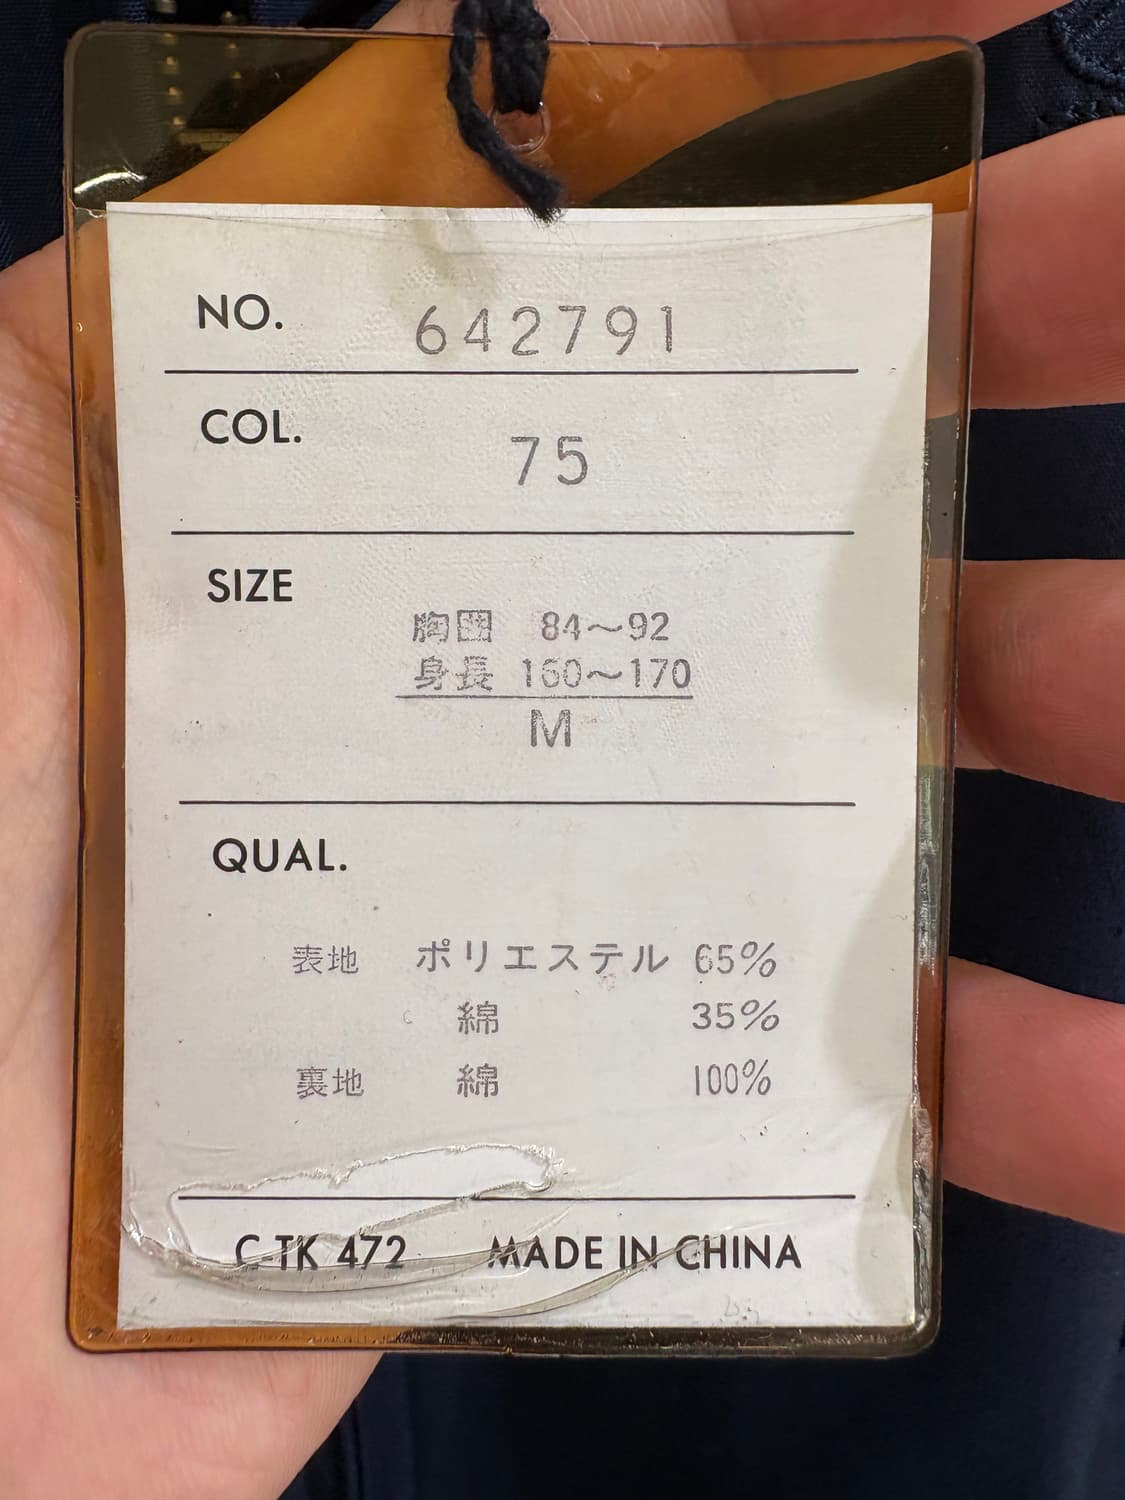 NO. 642791
COL. 75
SIZE
胸囲 84〜92
身長 160〜170
M
QUAL.
表地 ポリエステル 65%
綿 35%
裏地 綿 100%
C-TK 472 MADE IN CHINA